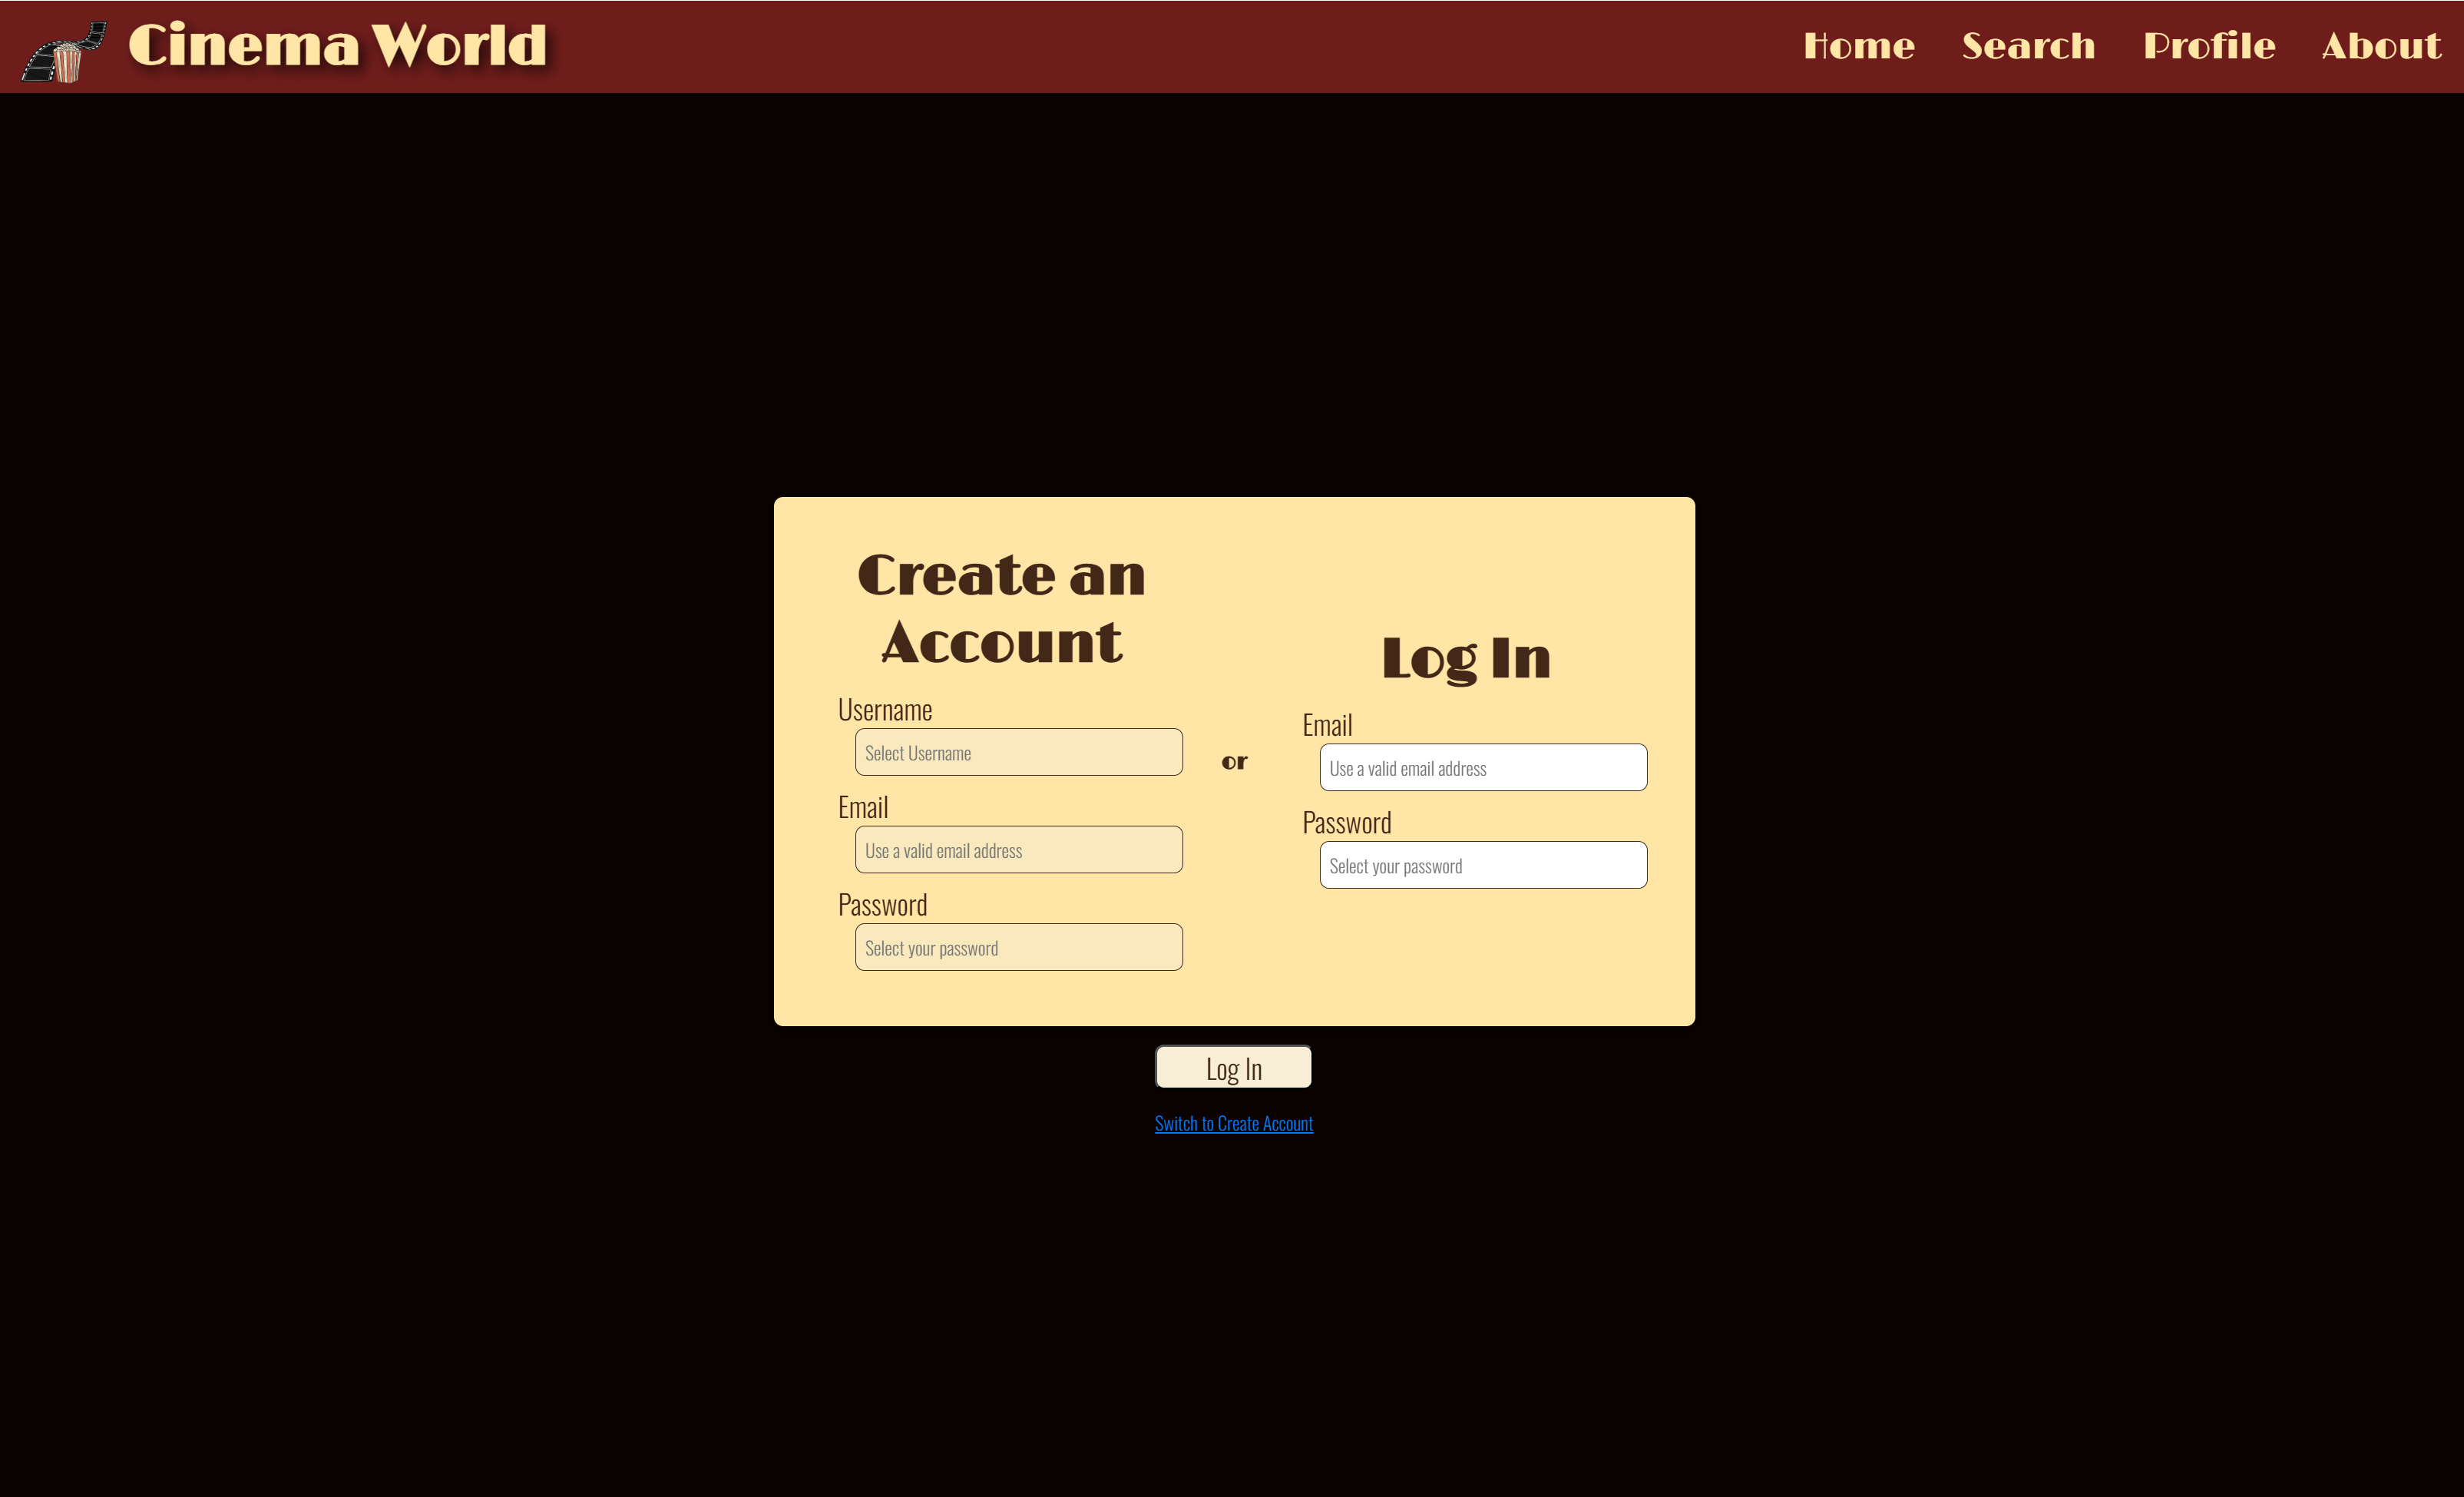 Cinema World
Home Search Profile About
Create an
Account
Username
Select Username
Email
Use a valid email address
Password
Select your password
or
Log In
Email
Use a valid email address
Password
Select your password
Log In
Switch to Create Account